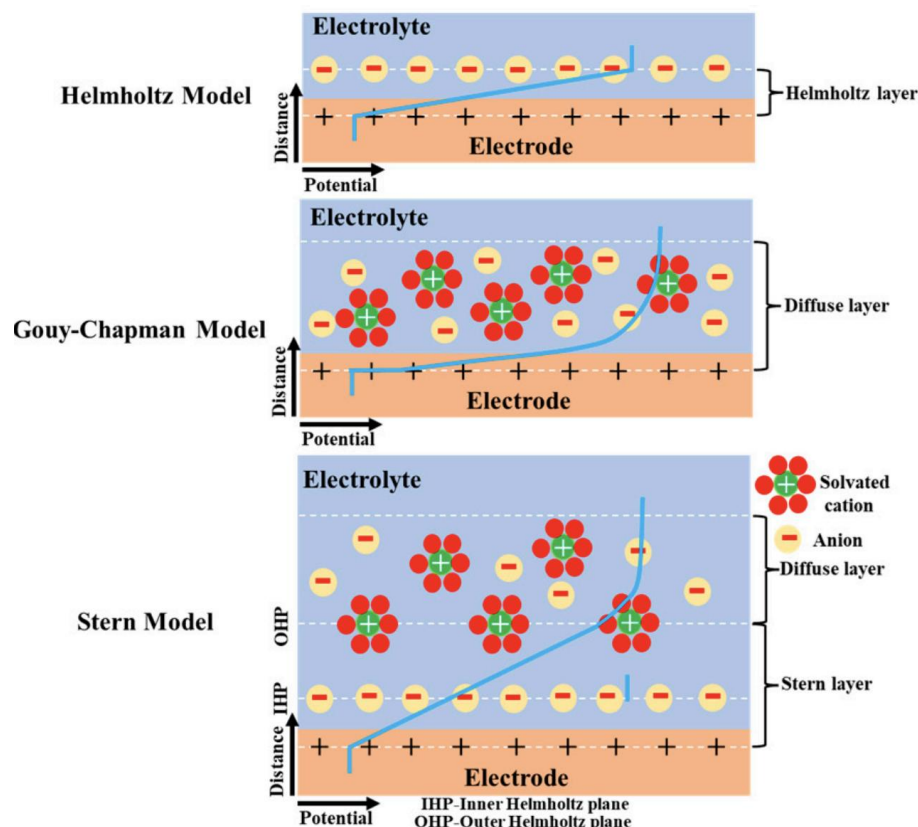 Electrolyte
− − − − − − − − −
Helmholtz Model
Helmholtz layer
Distance
+ + + + + + + + +
Electrode
Potential
Electrolyte
Gouy-Chapman Model
Diffuse layer
Distance
+ + + + + + + + +
Electrode
Potential
Electrolyte
Solvated
cation
Anion
Diffuse layer
Stern Model
OHP
Stern layer
IHP
− − − − − − − − −
Distance
+ + + + + + + + +
Electrode
Potential
IHP-Inner Helmholtz plane
OHP-Outer Helmholtz plane